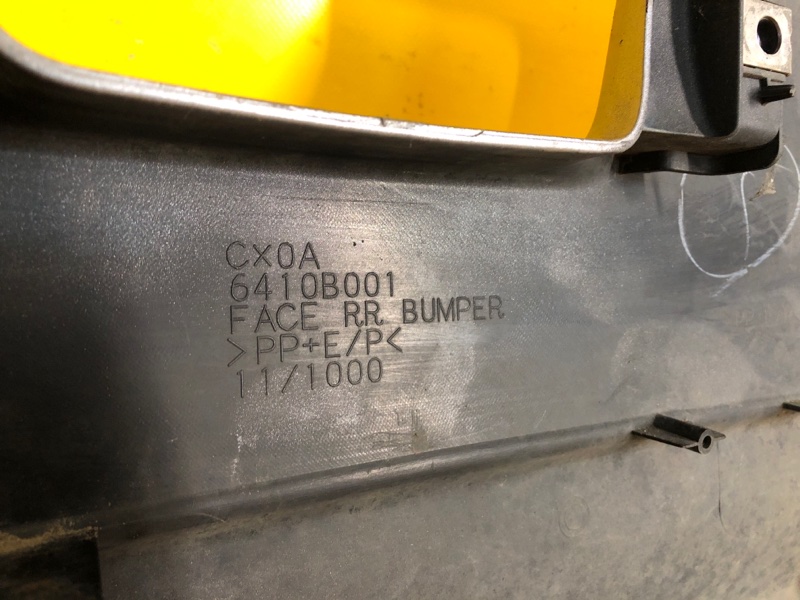 CX0A
6410B001
FACE RR BUMPER
>PP+E/P<
11/1000